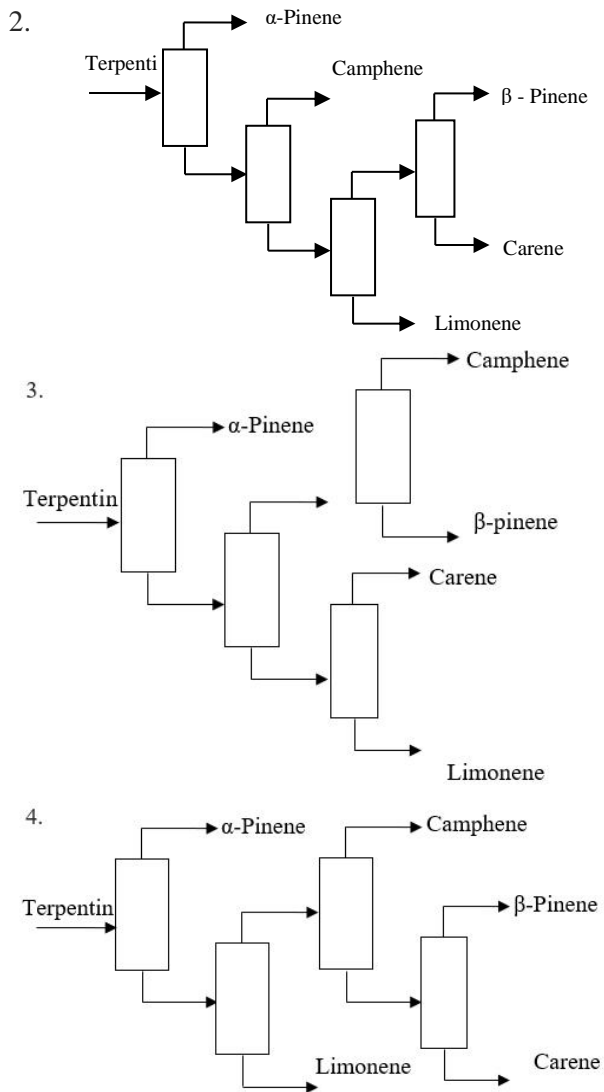 2.
α-Pinene
Terpenti
Camphene
β - Pinene
Carene
Limonene
3.
Camphene
α-Pinene
Terpentin
β-pinene
Carene
Limonene
4.
α-Pinene
Camphene
Terpentin
β-Pinene
Limonene
Carene